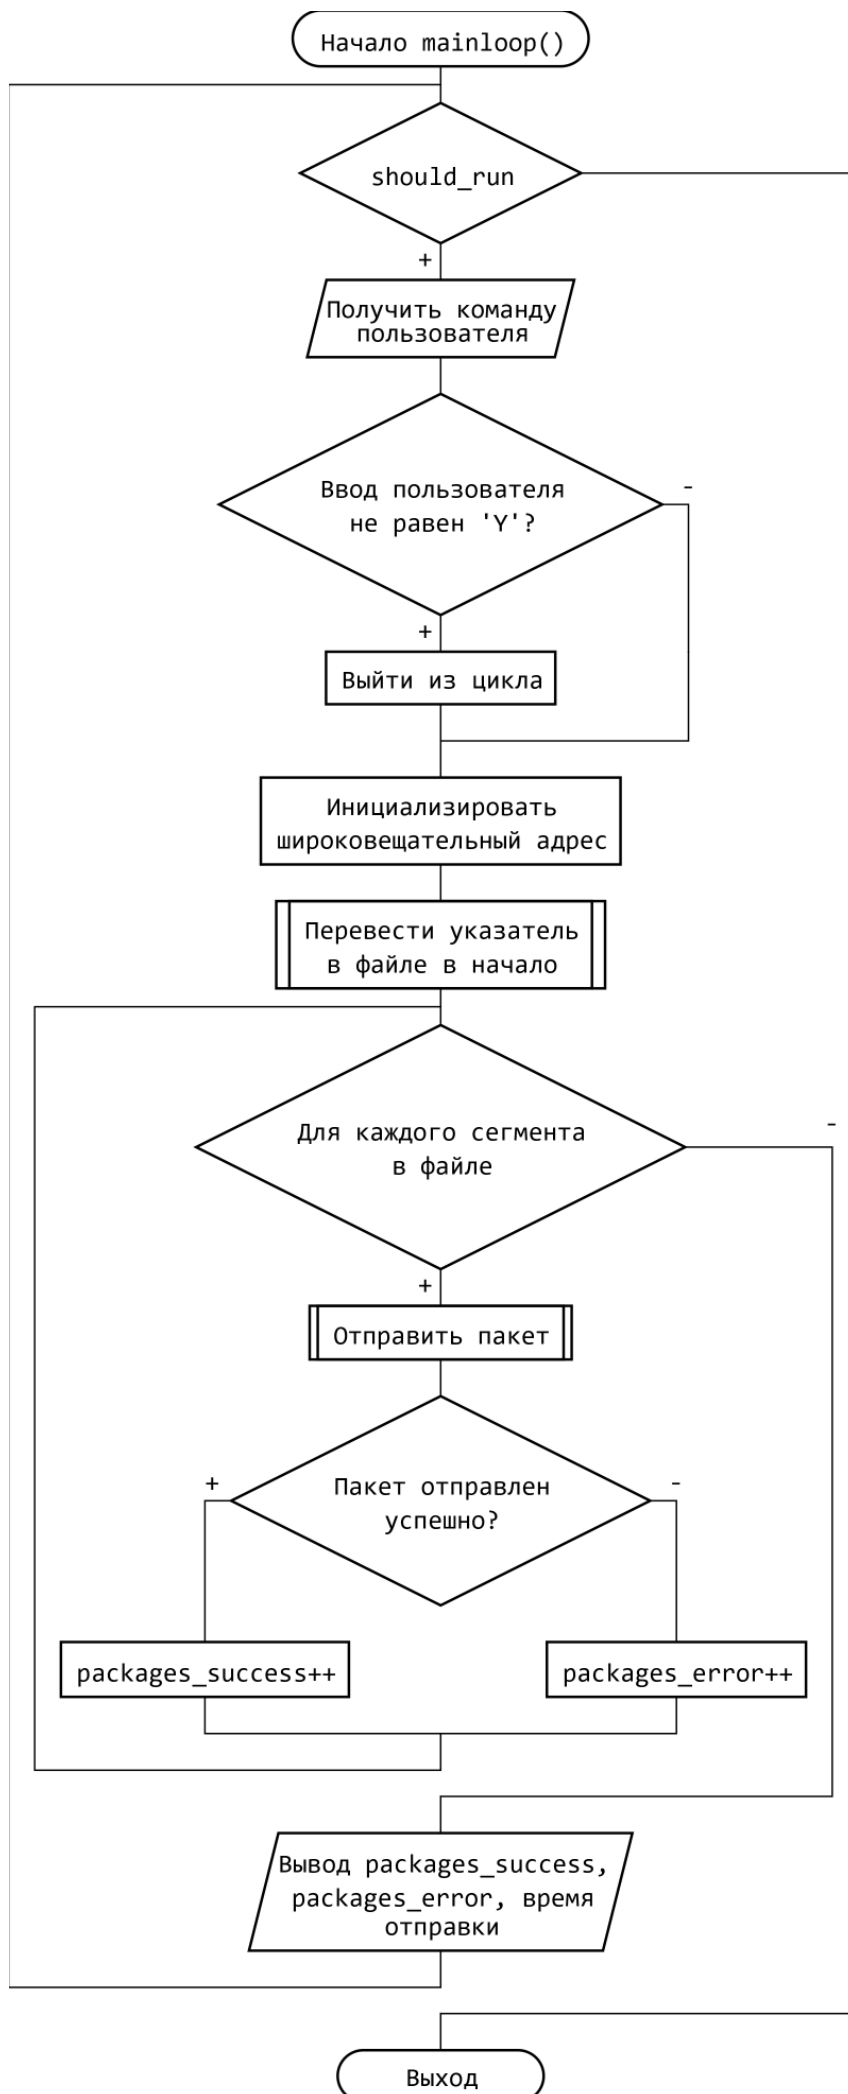 Начало mainloop()
should_run
+
Получить команду
пользователя
Ввод пользователя
не равен 'Y'?
-
+
Выйти из цикла
Инициализировать
широковещательный адрес
Перевести указатель
в файле в начало
Для каждого сегмента
в файле
-
+
Отправить пакет
Пакет отправлен
успешно?
+
-
packages_success++
packages_error++
Вывод packages_success,
packages_error, время
отправки
Выход